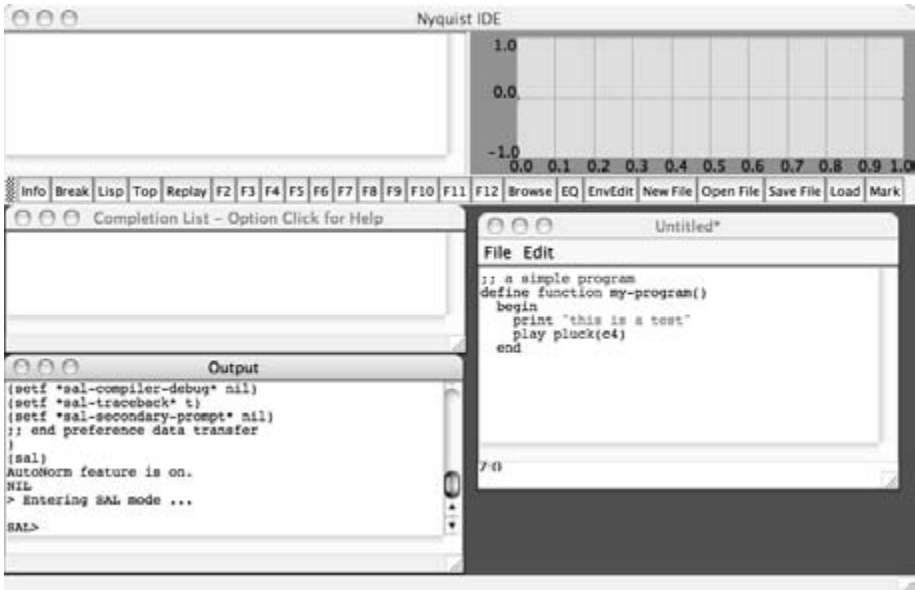 Nyquist IDE
1.0
0.0
-1.0
0.0 0.1 0.2 0.3 0.4 0.5 0.6 0.7 0.8 0.9 1.0
Info Break Lisp Top Replay F2 F3 F4 F5 F6 F7 F8 F9 F10 F11 F12 Browse EQ EnvEdit New File Open File Save File Load Mark
Completion List - Option Click for Help
Output
(setf *sal-compiler-debug* nil)
(setf *sal-traceback* t)
(setf *sal-secondary-prompt* nil)
;; end preference data transfer
)
(sal)
AutoNorm feature is on.
NIL
> Entering SAL mode ...
SAL>
Untitled*
File Edit
;; a simple program
define function my-program()
begin
print "this is a test"
play pluck(c4)
end
7:0